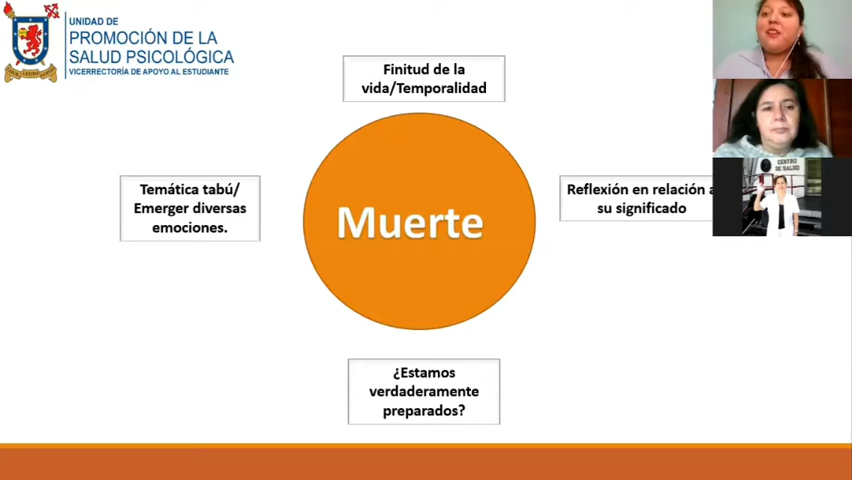 UNIDAD DE
PROMOCIÓN DE LA
SALUD PSICOLÓGICA
VICERRECTORÍA DE APOYO AL ESTUDIANTE
Finitud de la
vida/Temporalidad
Temática tabú/
Emerger diversas
emociones.
Muerte
Reflexión en relación a
su significado
¿Estamos
verdaderamente
preparados?
CENTRO
DE SALUD